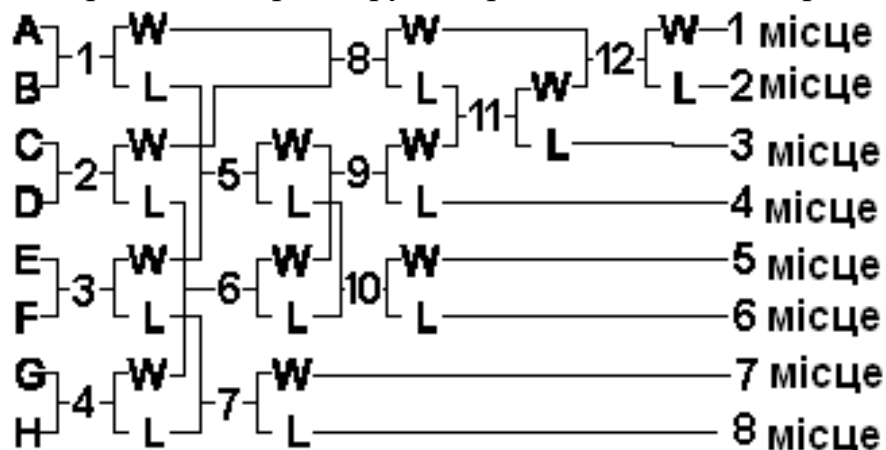 A W W W 1 місце
1 8 12
B L L W L 2 місце
11
C W W W L 3 місце
2 5 9
D L L L 4 місце
E W W W 5 місце
3 6 10
F L L L 6 місце
G W W 7 місце
4 7
H L L 8 місце